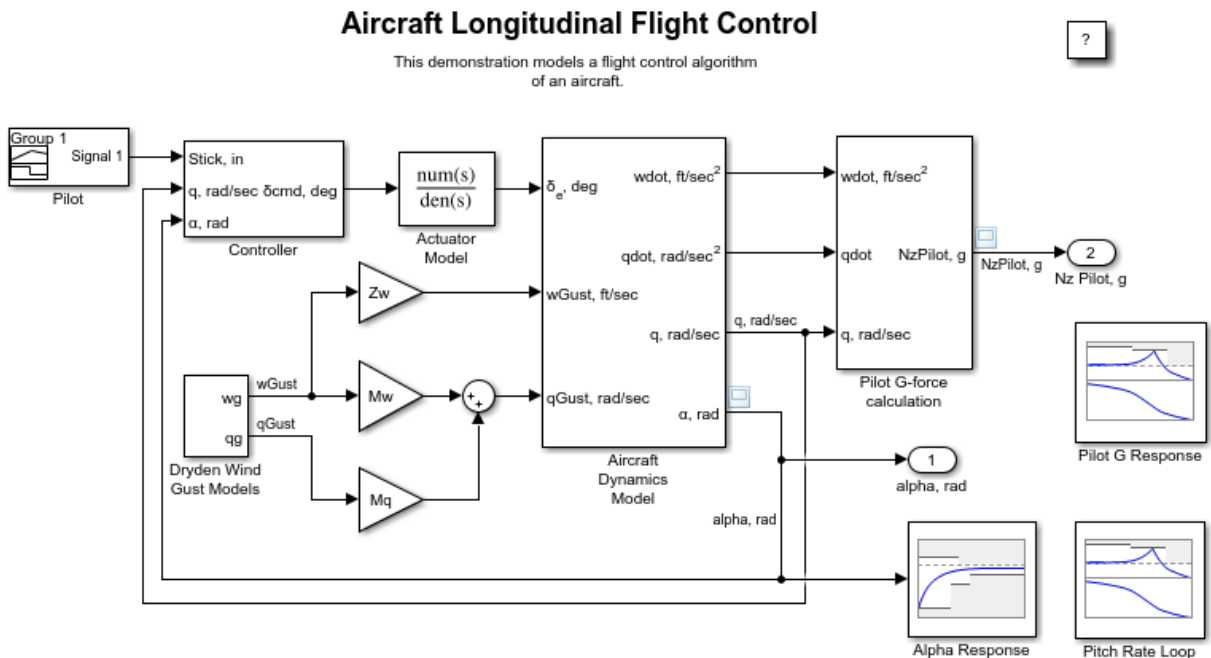 Aircraft Longitudinal Flight Control
?
This demonstration models a flight control algorithm
of an aircraft.
Group 1
Signal 1
Pilot
Stick, in
q, rad/sec δcmd, deg
α, rad
Controller
num(s)
den(s)
Actuator
Model
δe, deg
wdot, ft/sec²
qdot, rad/sec²
wGust, ft/sec
q, rad/sec
qGust, rad/sec
α, rad
Aircraft
Dynamics
Model
wdot, ft/sec²
qdot
NzPilot, g
q, rad/sec
Pilot G-force
calculation
NzPilot, g
2
Nz Pilot, g
q, rad/sec
Zw
Mw
Mq
++
wg
qg
wGust
qGust
Dryden Wind
Gust Models
1
alpha, rad
alpha, rad
Pilot G Response
Alpha Response
Pitch Rate Loop